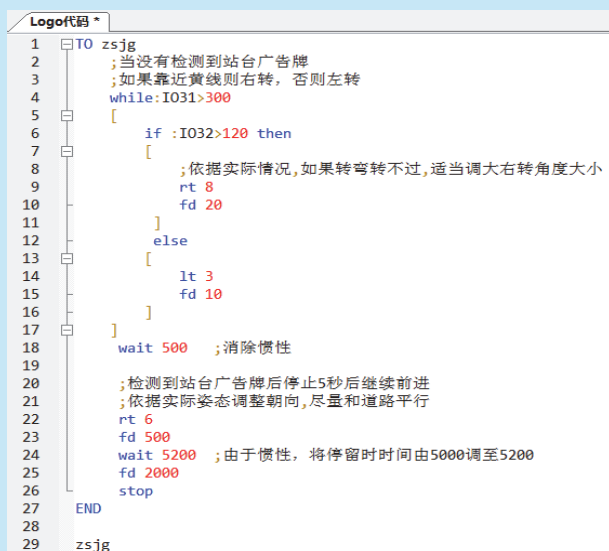 Logo代码 *
1 TO zsjg
2 ;当没有检测到站台广告牌
3 ;如果靠近黄线则右转，否则左转
4 while:IO31>300
5 [
6 if :IO32>120 then
7 [
8 ;依据实际情况,如果转弯转不过,适当调大右转角度大小
9 rt 8
10 fd 20
11 ]
12 else
13 [
14 lt 3
15 fd 10
16 ]
17 ]
18 wait 500 ;消除惯性
19
20 ;检测到站台广告牌后停止5秒后继续前进
21 ;依据实际姿态调整朝向,尽量和道路平行
22 rt 6
23 fd 500
24 wait 5200 ;由于惯性，将停留时时间由5000调至5200
25 fd 2000
26 stop
27 END
28
29 zsjg